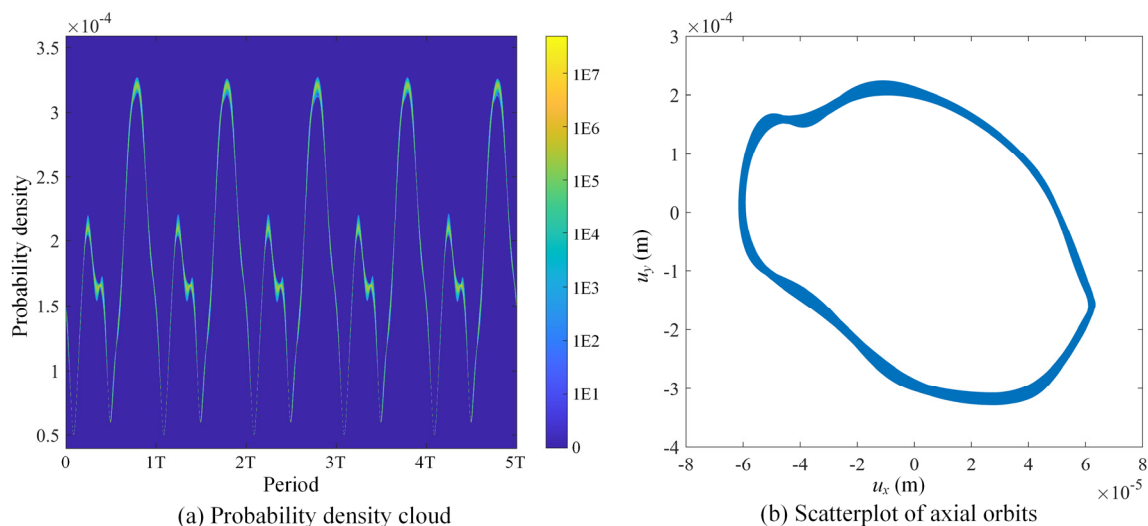 ×10⁻⁴
3.5
3
2.5
2
1.5
1
0.5
Probability density
0 1T 2T 3T 4T 5T
Period
1E7
1E6
1E5
1E4
1E3
1E2
1E1
0
(a) Probability density cloud
×10⁻⁴
3
2
1
0
-1
-2
-3
-4
u_y (m)
-8 -6 -4 -2 0 2 4 6 8
×10⁻⁵
u_x (m)
(b) Scatterplot of axial orbits